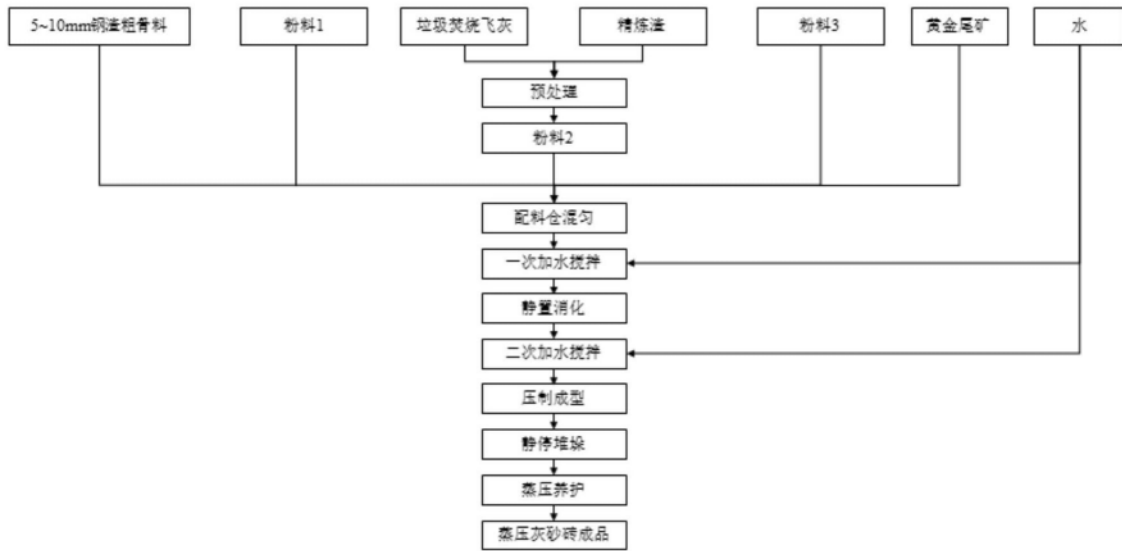 5~10mm钢渣粗骨料
粉料1
垃圾焚烧飞灰
精炼渣
粉料3
黄金尾矿
水
预处理
粉料2
配料仓混匀
一次加水搅拌
静置消化
二次加水搅拌
压制成型
静停堆垛
蒸压养护
蒸压灰砂砖成品